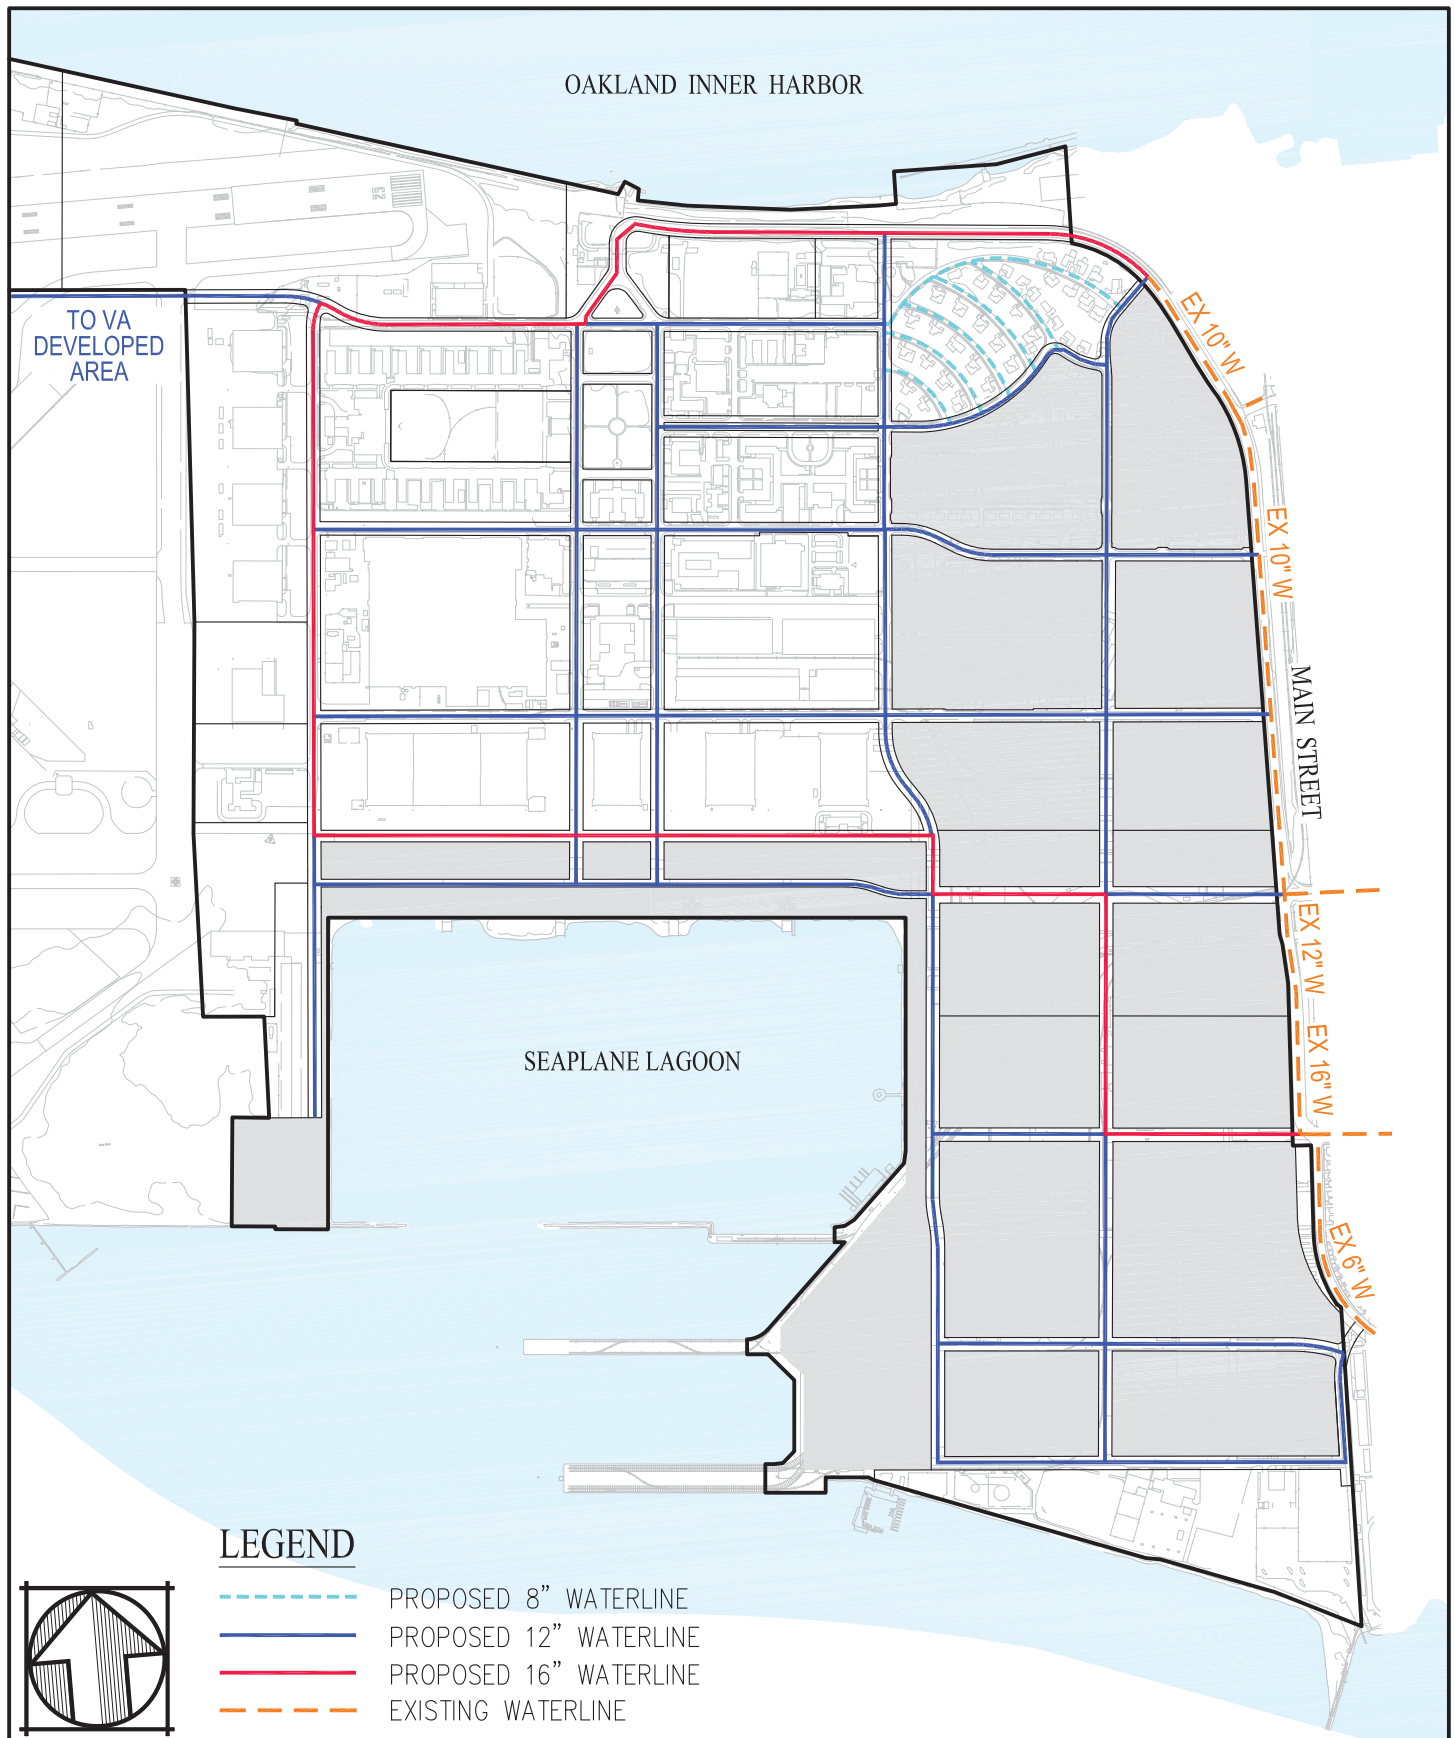 OAKLAND INNER HARBOR
TO VA
DEVELOPED
AREA
EX 10" W
EX 10" W
MAIN STREET
EX 12" W
EX 16" W
SEAPLANE LAGOON
EX 6" W
LEGEND
PROPOSED 8” WATERLINE
PROPOSED 12” WATERLINE
PROPOSED 16” WATERLINE
EXISTING WATERLINE